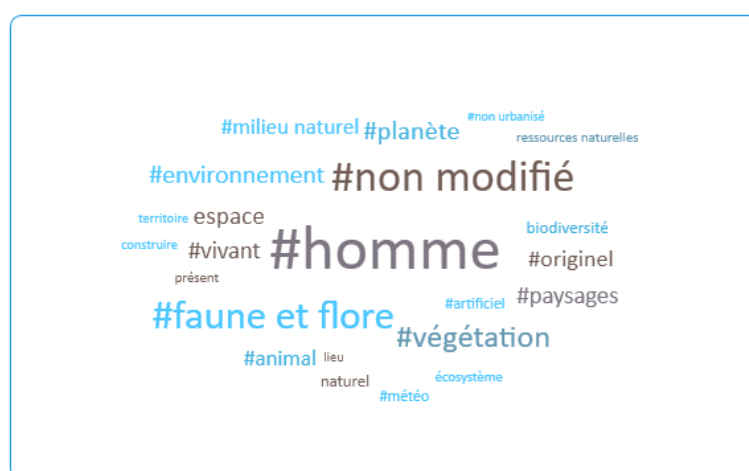 #non urbanisé
#milieu naturel #planète
ressources naturelles
#environnement #non modifié
territoire espace
biodiversité
construire #vivant #homme #originel
présent
#paysages
#artificiel
#faune et flore
#végétation
#animal lieu
naturel écosystème
#météo